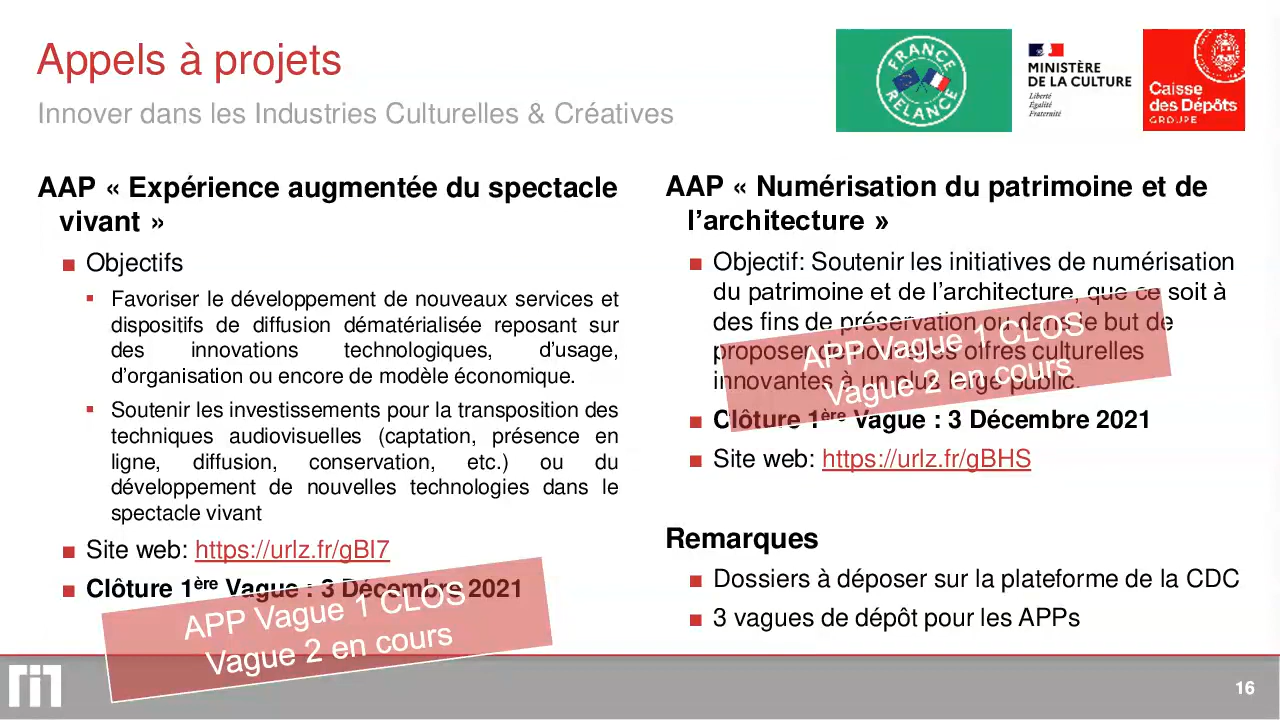 Appels à projets
Innover dans les Industries Culturelles & Créatives
FRANCE
RELANCE
MINISTÈRE
DE LA CULTURE
Liberté
Égalité
Fraternité
Caisse
des Dépôts
GROUPE
AAP « Expérience augmentée du spectacle
vivant »
■ Objectifs
▪ Favoriser le développement de nouveaux services et
dispositifs de diffusion dématérialisée reposant sur
des innovations technologiques, d’usage,
d’organisation ou encore de modèle économique.
▪ Soutenir les investissements pour la transposition des
techniques audiovisuelles (captation, présence en
ligne, diffusion, conservation, etc.) ou du
développement de nouvelles technologies dans le
spectacle vivant
■ Site web: https://urlz.fr/gBI7
■ Clôture 1ère Vague : 3 Décembre 2021
APP Vague 1 CLOS
Vague 2 en cours
AAP « Numérisation du patrimoine et de
l’architecture »
■ Objectif: Soutenir les initiatives de numérisation
du patrimoine et de l’architecture, que ce soit à
des fins de préservation ou dans le but de
proposer de nouvelles offres culturelles
innovantes à un plus large public.
APP Vague 1 CLOS
Vague 2 en cours
■ Clôture 1ère Vague : 3 Décembre 2021
■ Site web: https://urlz.fr/gBHS
Remarques
■ Dossiers à déposer sur la plateforme de la CDC
■ 3 vagues de dépôt pour les APPs
16